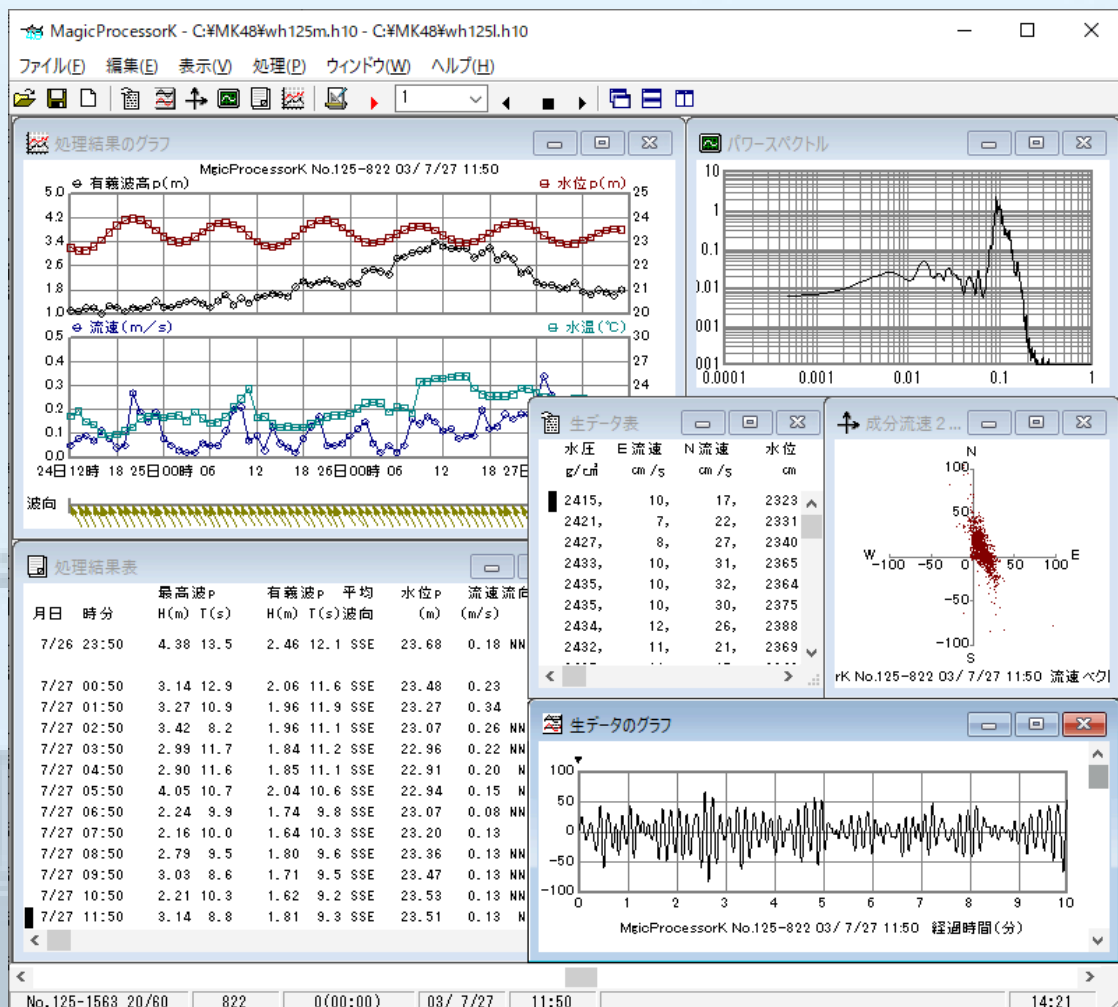 MagicProcessorK - C:¥MK48¥wh125m.h10 - C:¥MK48¥wh125l.h10
ファイル(F) 編集(E) 表示(V) 処理(P) ウィンドウ(W) ヘルプ(H)
1
処理結果のグラフ
MgicProcessorK No.125-822 03/ 7/27 11:50
有義波高p(m) 水位p(m)
5.0 25
4.2 24
3.4 23
2.6 22
1.8 21
1.0 20
流速(m/s) 水温(℃)
0.5 30
0.4 27
0.3 24
0.2
0.1
0.0
24日12時 18 25日00時 06 12 18 26日00時 06 12 18 27日
波向
パワースペクトル
10
1
0.1
0.01
001
001
0.0001 0.001 0.01 0.1 1
生データ表
水圧 E流速 N流速 水位
g/c㎡ cm/s cm/s cm
2415, 10, 17, 2323
2421, 7, 22, 2331
2427, 8, 27, 2340
2433, 10, 31, 2365
2435, 10, 32, 2364
2435, 10, 30, 2375
2434, 12, 26, 2388
2432, 11, 21, 2369
成分流速2...
N
100
50
W -100 -50 0 50 100 E
-50
-100
S
rK No.125-822 03/ 7/27 11:50 流速ベクト
処理結果表
最高波p 有義波p 平均 水位p 流速流向
月日 時分 H(m) T(s) H(m) T(s)波向 (m) (m/s)
7/26 23:50 4.38 13.5 2.46 12.1 SSE 23.68 0.18 NN
7/27 00:50 3.14 12.9 2.06 11.6 SSE 23.48 0.23
7/27 01:50 3.27 10.9 1.96 11.9 SSE 23.27 0.34
7/27 02:50 3.42 8.2 1.96 11.1 SSE 23.07 0.26 NN
7/27 03:50 2.99 11.7 1.84 11.2 SSE 22.96 0.22 NN
7/27 04:50 2.90 11.6 1.85 11.1 SSE 22.91 0.20 N
7/27 05:50 4.05 10.7 2.04 10.6 SSE 22.94 0.15 N
7/27 06:50 2.24 9.9 1.74 9.8 SSE 23.07 0.08 NN
7/27 07:50 2.16 10.0 1.64 10.3 SSE 23.20 0.13
7/27 08:50 2.79 9.5 1.80 9.6 SSE 23.36 0.13 NN
7/27 09:50 3.03 8.6 1.71 9.5 SSE 23.47 0.13 NN
7/27 10:50 2.21 10.3 1.62 9.2 SSE 23.53 0.13 NN
7/27 11:50 3.14 8.8 1.81 9.3 SSE 23.51 0.13 N
生データのグラフ
100
50
0
-50
-100
0 1 2 3 4 5 6 7 8 9 10
MgicProcessorK No.125-822 03/ 7/27 11:50 経過時間(分)
No.125-1563 20/60 822 0(00:00) 03/ 7/27 11:50 14:21